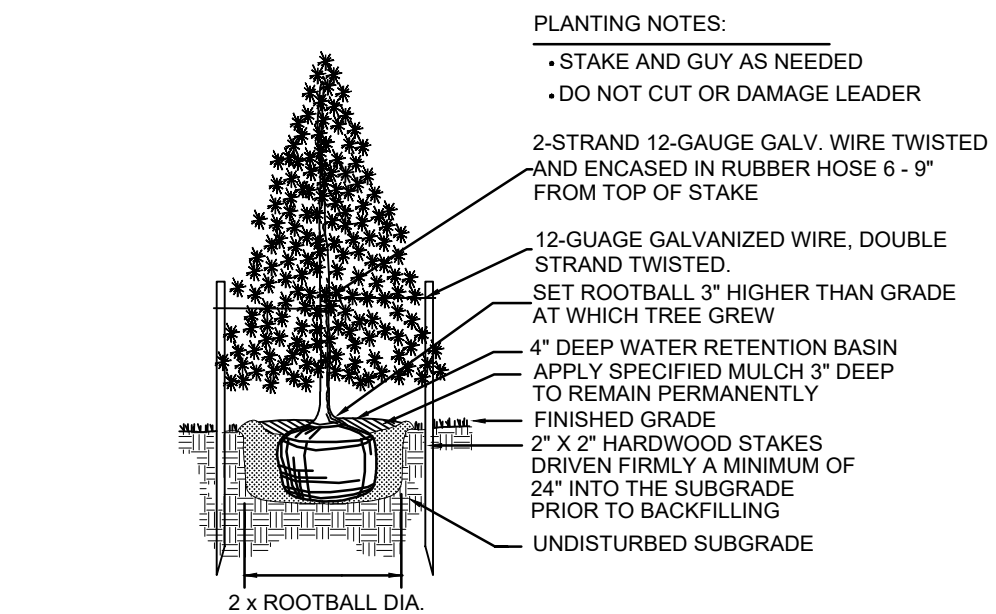 PLANTING NOTES:
• STAKE AND GUY AS NEEDED
• DO NOT CUT OR DAMAGE LEADER
2-STRAND 12-GAUGE GALV. WIRE TWISTED
AND ENCASED IN RUBBER HOSE 6 - 9"
FROM TOP OF STAKE
12-GUAGE GALVANIZED WIRE, DOUBLE
STRAND TWISTED.
SET ROOTBALL 3" HIGHER THAN GRADE
AT WHICH TREE GREW
4" DEEP WATER RETENTION BASIN
APPLY SPECIFIED MULCH 3" DEEP
TO REMAIN PERMANENTLY
FINISHED GRADE
2" X 2" HARDWOOD STAKES
DRIVEN FIRMLY A MINIMUM OF
24" INTO THE SUBGRADE
PRIOR TO BACKFILLING
UNDISTURBED SUBGRADE
2 x ROOTBALL DIA.